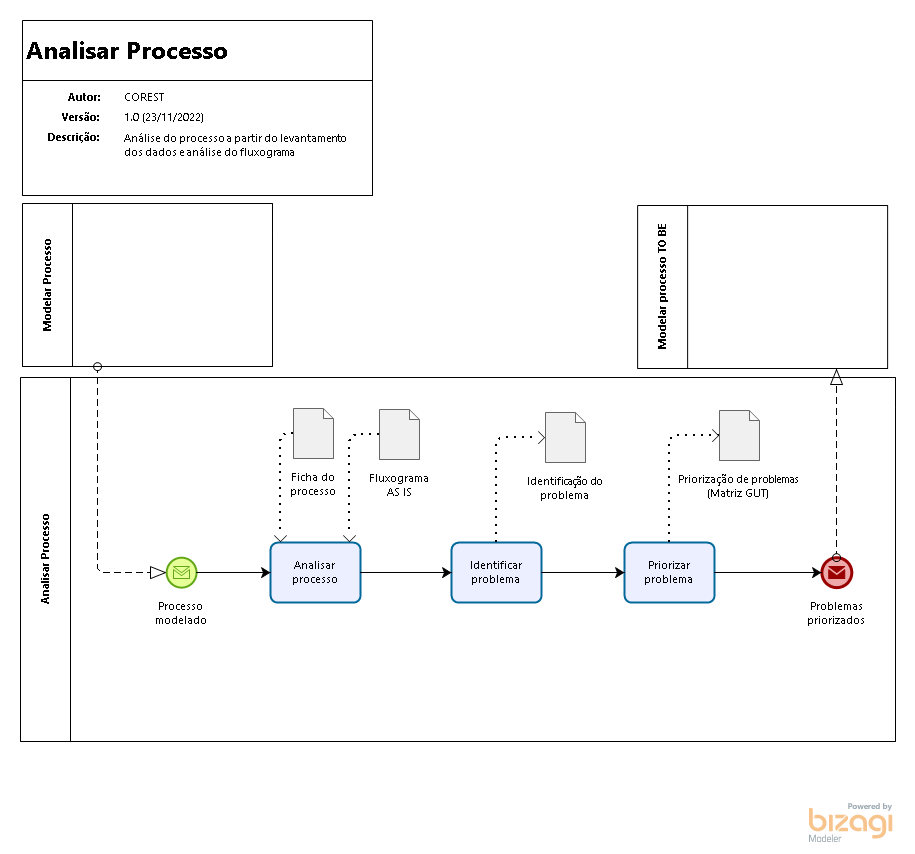 Analisar Processo
Autor: COREST
Versão: 1.0 (23/11/2022)
Descrição: Análise do processo a partir do levantamento
dos dados e análise do fluxograma
Modelar Processo
Modelar processo TO BE
Analisar Processo
Ficha do
processo
Fluxograma
AS IS
Identificação do
problema
Priorização de problemas
(Matriz GUT)
Processo
modelado
Analisar
processo
Identificar
problema
Priorizar
problema
Problemas
priorizados
Powered by
bizagi
Modeler